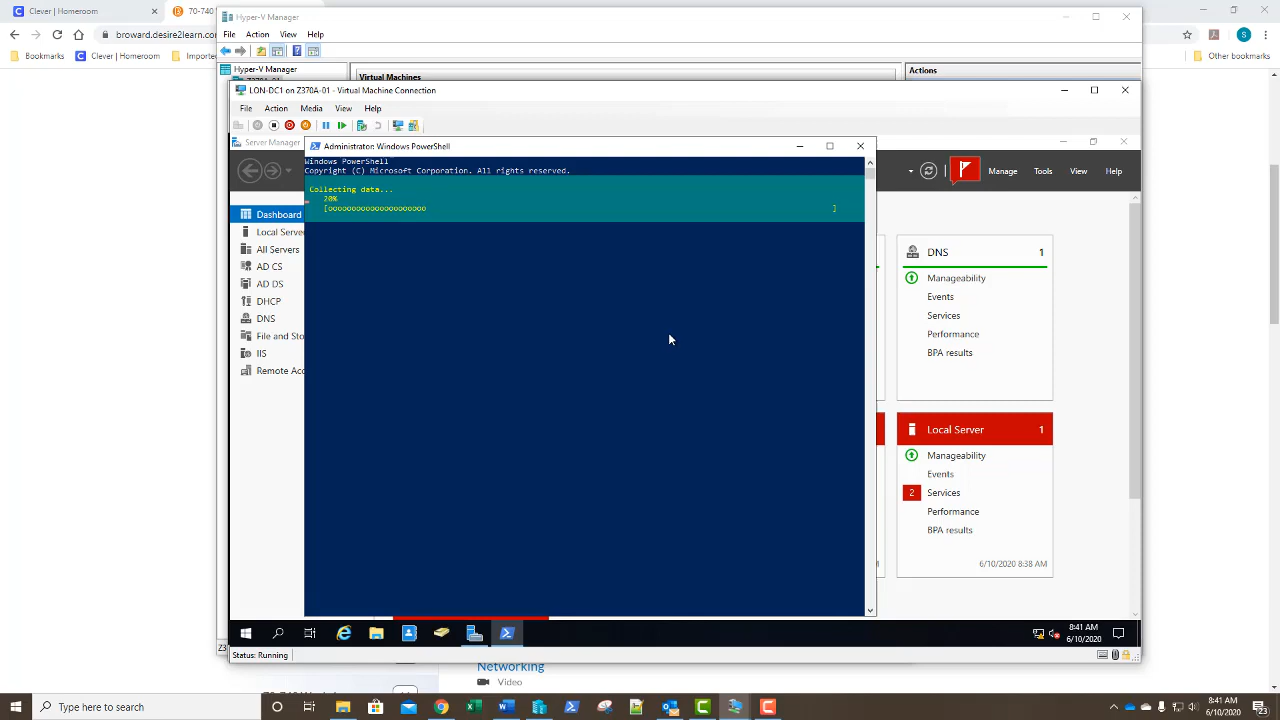 Clever | Homeroom
70-740
broward.desire2learn.com
Bookmarks
Clever | Homeroom
Importe
Other bookmarks
S
Hyper-V Manager
File Action View Help
Hyper-V Manager
Virtual Machines
Actions
LON-DC1 on Z370A-01 - Virtual Machine Connection
File Action Media View Help
Server Manager
Manage Tools View Help
Administrator: Windows PowerShell
Windows PowerShell
Copyright (C) Microsoft Corporation. All rights reserved.
Collecting data...
20%
[oooooooooooooooooooo ]
Dashboard
Local Serve
All Servers
AD CS
AD DS
DHCP
DNS
File and Sto
IIS
Remote Acc
DNS 1
Manageability
Events
Services
Performance
BPA results
Local Server 1
Manageability
Events
2 Services
Performance
BPA results
6/10/2020 8:38 AM
8:41 AM
6/10/2020
Status: Running
Networking
Video
Type here to search
8:41 AM
6/10/2020